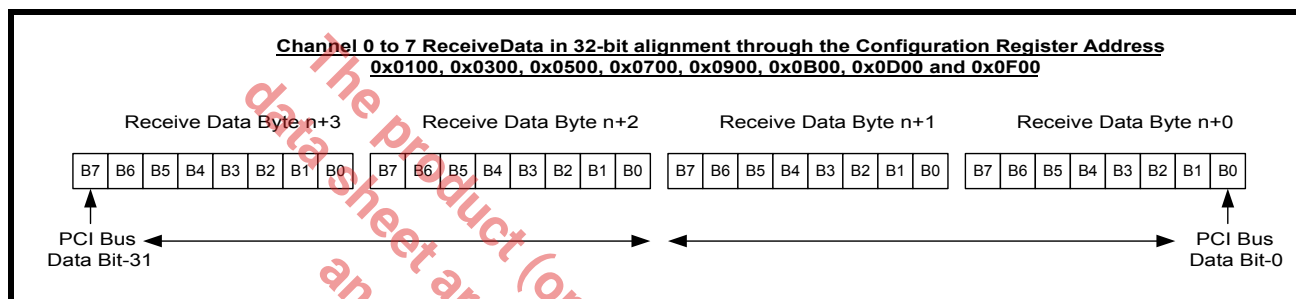 Channel 0 to 7 ReceiveData in 32-bit alignment through the Configuration Register Address
0x0100, 0x0300, 0x0500, 0x0700, 0x0900, 0x0B00, 0x0D00 and 0x0F00
Receive Data Byte n+3 Receive Data Byte n+2 Receive Data Byte n+1 Receive Data Byte n+0
B7 B6 B5 B4 B3 B2 B1 B0 B7 B6 B5 B4 B3 B2 B1 B0 B7 B6 B5 B4 B3 B2 B1 B0 B7 B6 B5 B4 B3 B2 B1 B0
PCI Bus
Data Bit-31
PCI Bus
Data Bit-0
The product (or
data sheet ar
an